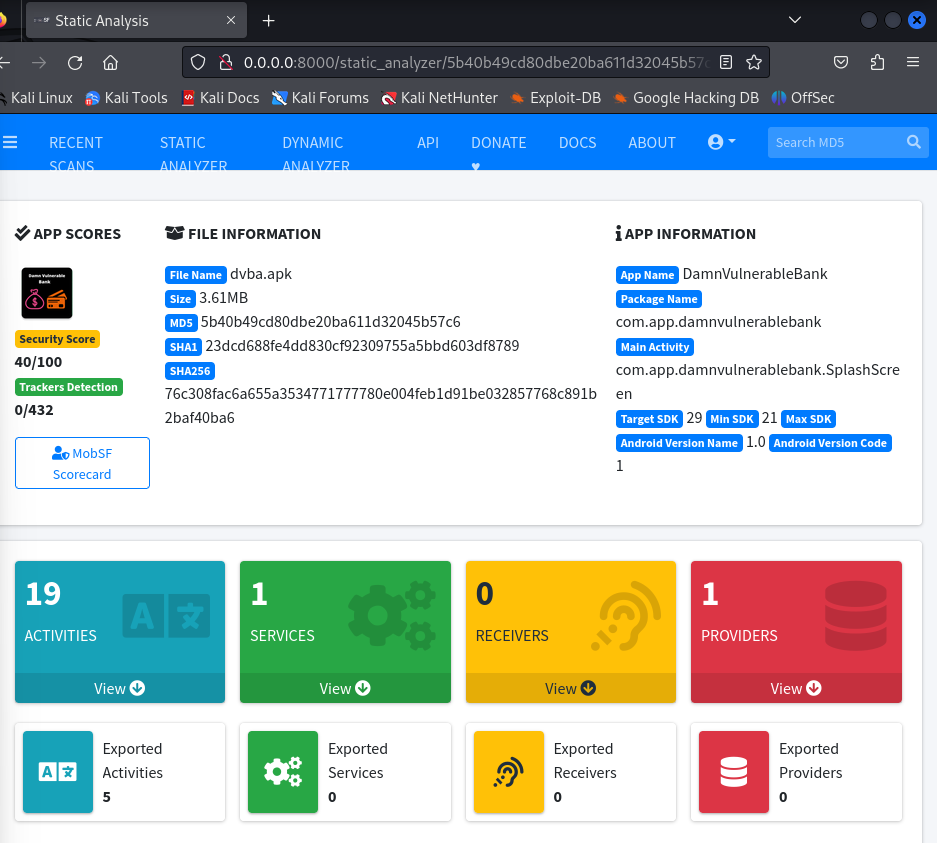 Static Analysis
0.0.0.0:8000/static_analyzer/5b40b49cd80dbe20ba611d32045b57c
Kali Linux Kali Tools Kali Docs Kali Forums Kali NetHunter Exploit-DB Google Hacking DB OffSec
RECENT SCANS
STATIC ANALYZER
DYNAMIC ANALYZER
API
DONATE ♥
DOCS
ABOUT
Search MD5
APP SCORES
Damn Vulnerable
Bank
Security Score
40/100
Trackers Detection
0/432
MobSF
Scorecard
FILE INFORMATION
File Name dvba.apk
Size 3.61MB
MD5 5b40b49cd80dbe20ba611d32045b57c6
SHA1 23dcd688fe4dd830cf92309755a5bbd603df8789
SHA256
76c308fac6a655a3534771777780e004feb1d91be032857768c891b
2baf40ba6
APP INFORMATION
App Name DamnVulnerableBank
Package Name
com.app.damnvulnerablebank
Main Activity
com.app.damnvulnerablebank.SplashScre
en
Target SDK 29 Min SDK 21 Max SDK
Android Version Name 1.0 Android Version Code
1
19
ACTIVITIES
View
1
SERVICES
View
0
RECEIVERS
View
1
PROVIDERS
View
Exported
Activities
5
Exported
Services
0
Exported
Receivers
0
Exported
Providers
0